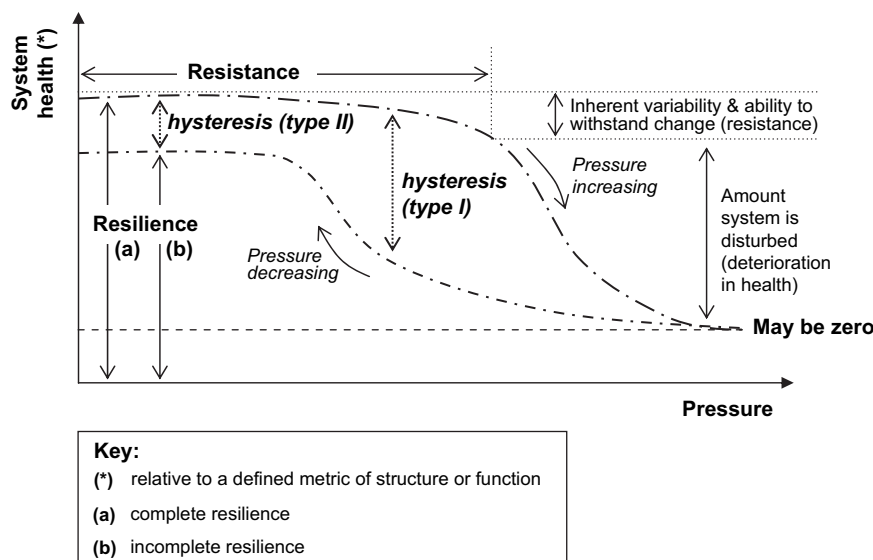 System
health (*)
Resistance
Inherent variability & ability to
withstand change (resistance)
hysteresis (type II)
Pressure
increasing
hysteresis
(type I)
Amount
system is
disturbed
(deterioration
in health)
Resilience
(a) (b)
Pressure
decreasing
May be zero
Pressure
Key:
(*) relative to a defined metric of structure or function
(a) complete resilience
(b) incomplete resilience